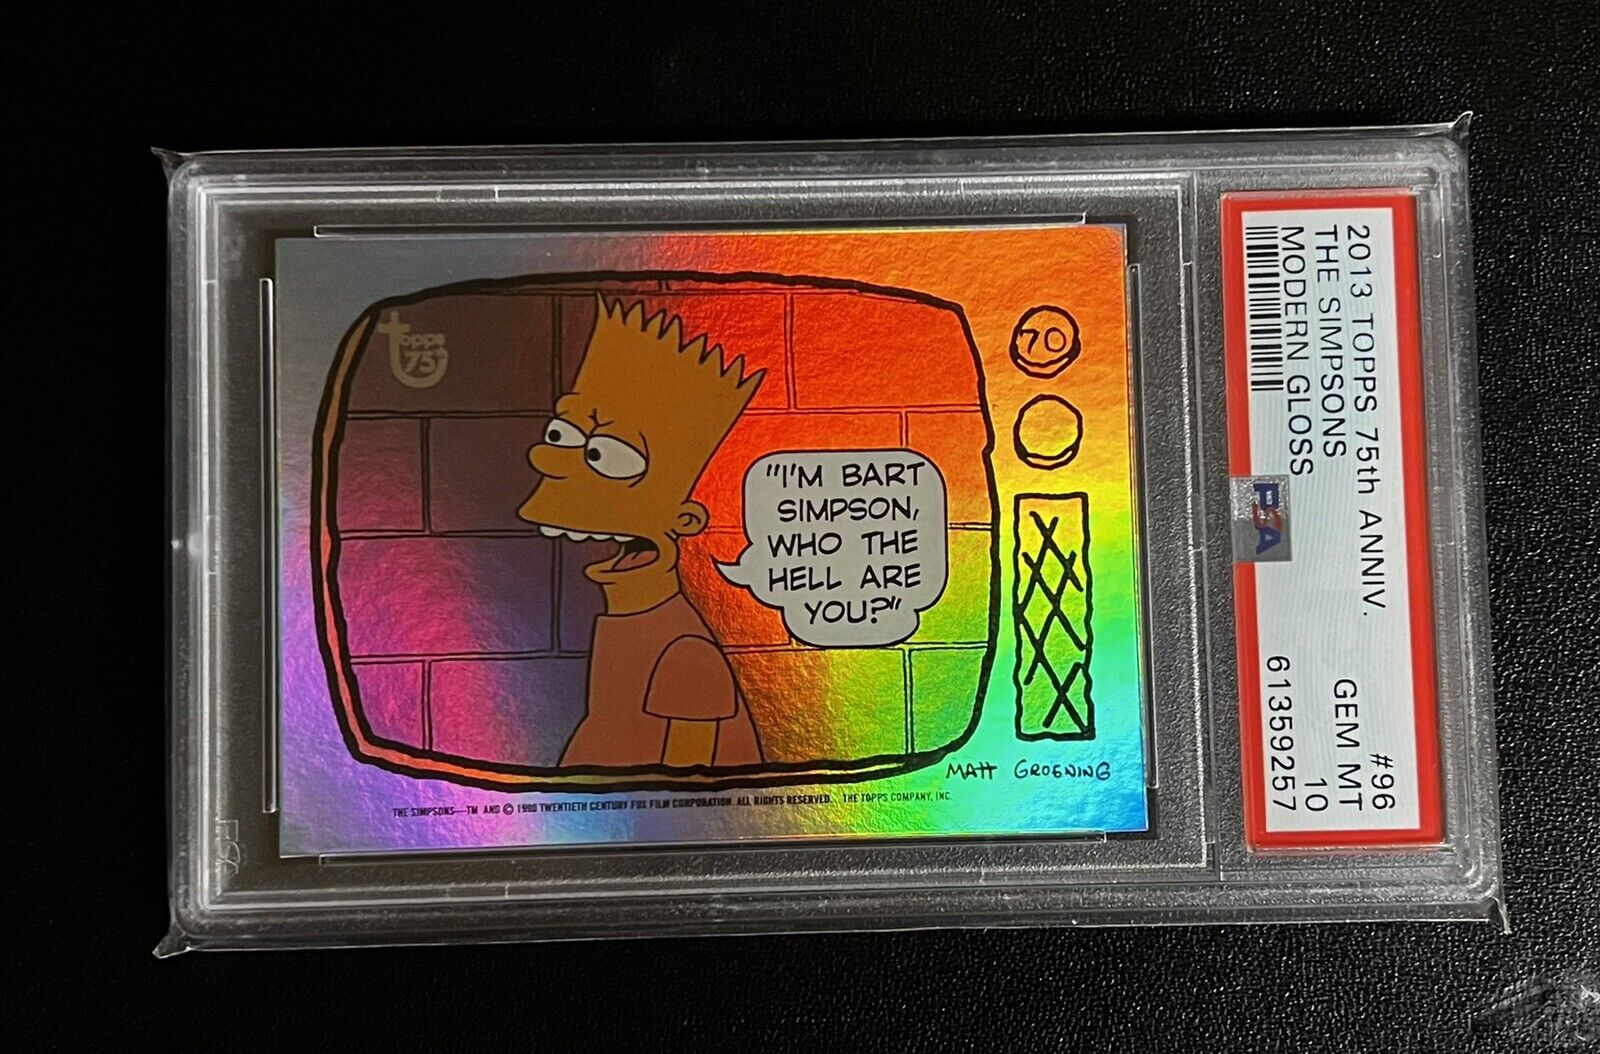 topps
75th
70
"I'M BART
SIMPSON,
WHO THE
HELL ARE
YOU?"
MATT GROENING
THE SIMPSONS—TM AND © 1990 TWENTIETH CENTURY FOX FILM CORPORATION. ALL RIGHTS RESERVED. THE TOPPS COMPANY, INC.
2013 TOPPS 75th ANNIV. #96
THE SIMPSONS GEM MT
MODERN GLOSS 10
61359257
PSA